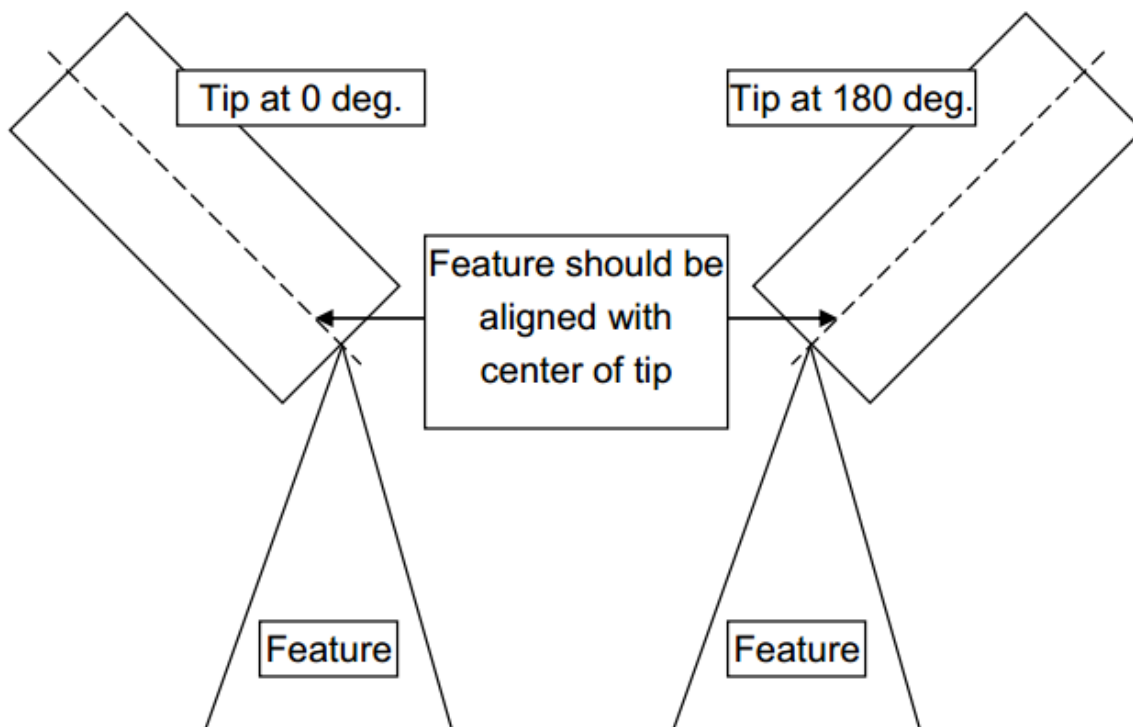 Tip at 0 deg.
Tip at 180 deg.
Feature should be
aligned with
center of tip
Feature
Feature